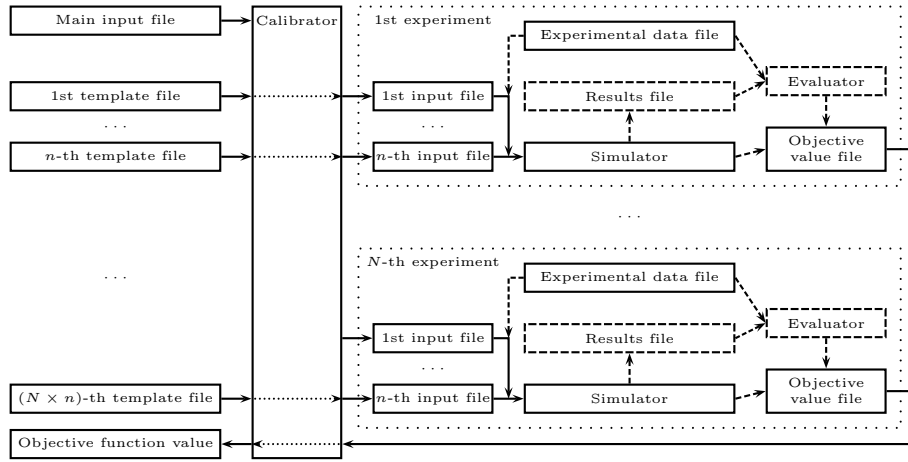 Main input file
Calibrator
1st experiment
Experimental data file
1st template file
1st input file
Results file
Evaluator
...
...
n-th template file
n-th input file
Simulator
Objective
value file
...
...
N-th experiment
Experimental data file
1st input file
Results file
Evaluator
...
(N × n)-th template file
n-th input file
Simulator
Objective
value file
Objective function value